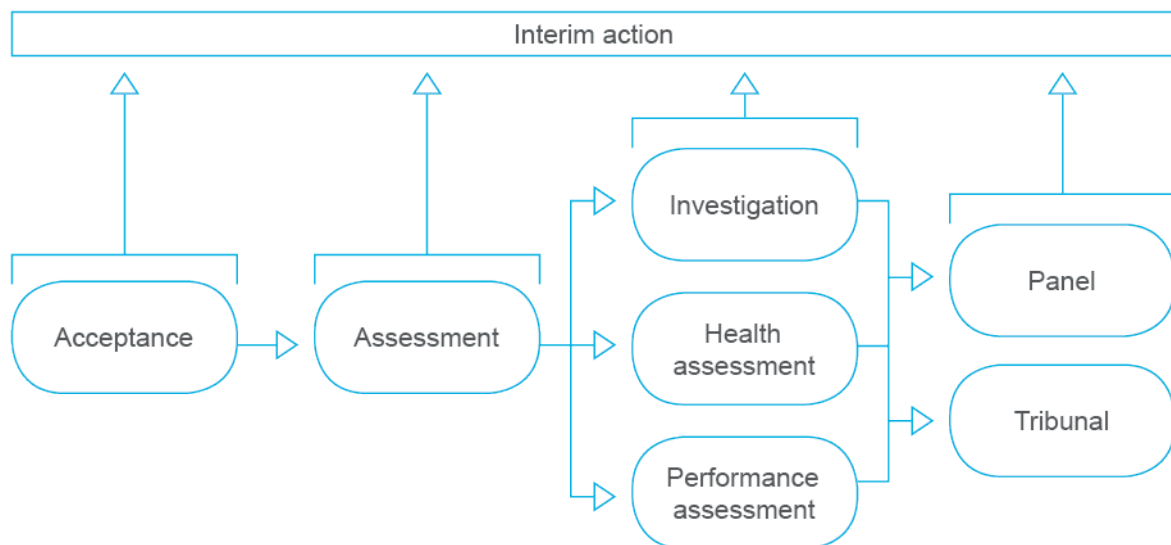 Interim action
Acceptance
Assessment
Investigation
Health
assessment
Performance
assessment
Panel
Tribunal